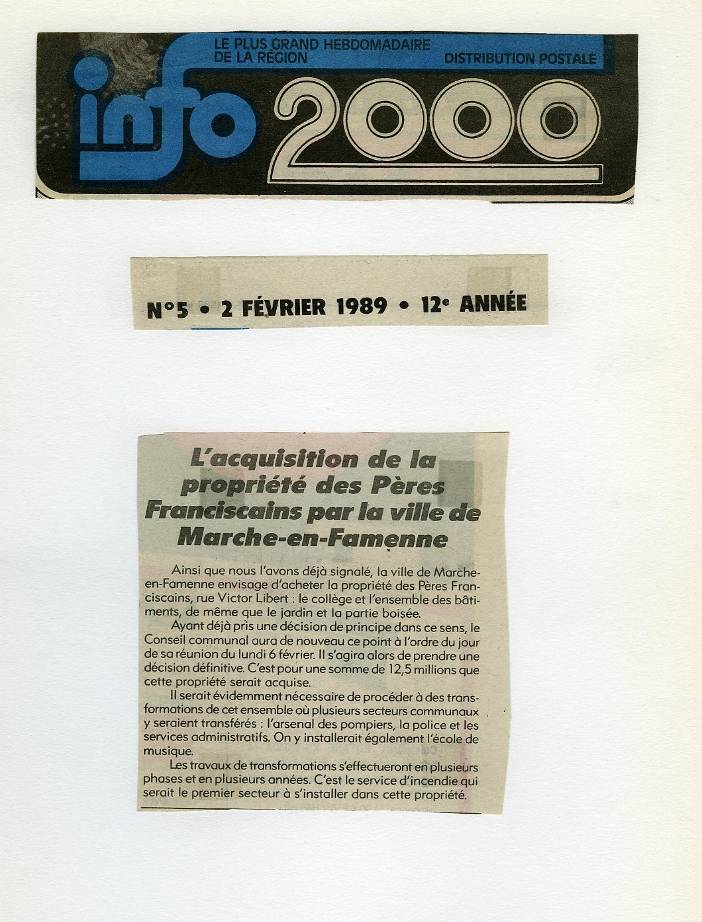 LE PLUS GRAND HEBDOMADAIRE
DE LA RÉGION
DISTRIBUTION POSTALE
info 2000
N°5 • 2 FÉVRIER 1989 • 12e ANNÉE
L'acquisition de la
propriété des Pères
Franciscains par la ville de
Marche-en-Famenne
Ainsi que nous l'avons déjà signalé, la ville de Marche-
en-Famenne envisage d'acheter la propriété des Pères Fran-
ciscains, rue Victor Libert : le collège et l'ensemble des bâti-
ments, de même que le jardin et la partie boisée.
Ayant déjà pris une décision de principe dans ce sens, le
Conseil communal aura de nouveau ce point à l'ordre du jour
de sa réunion du lundi 6 février. Il s'agira alors de prendre une
décision définitive. C'est pour une somme de 12,5 millions que
cette propriété serait acquise.
Il serait évidemment nécessaire de procéder à des trans-
formations de cet ensemble où plusieurs secteurs communaux
y seraient transférés : l'arsenal des pompiers, la police et les
services administratifs. On y installerait également l'école de
musique.
Les travaux de transformations s'effectueront en plusieurs
phases et en plusieurs années. C'est le service d'incendie qui
serait le premier secteur à s'installer dans cette propriété.